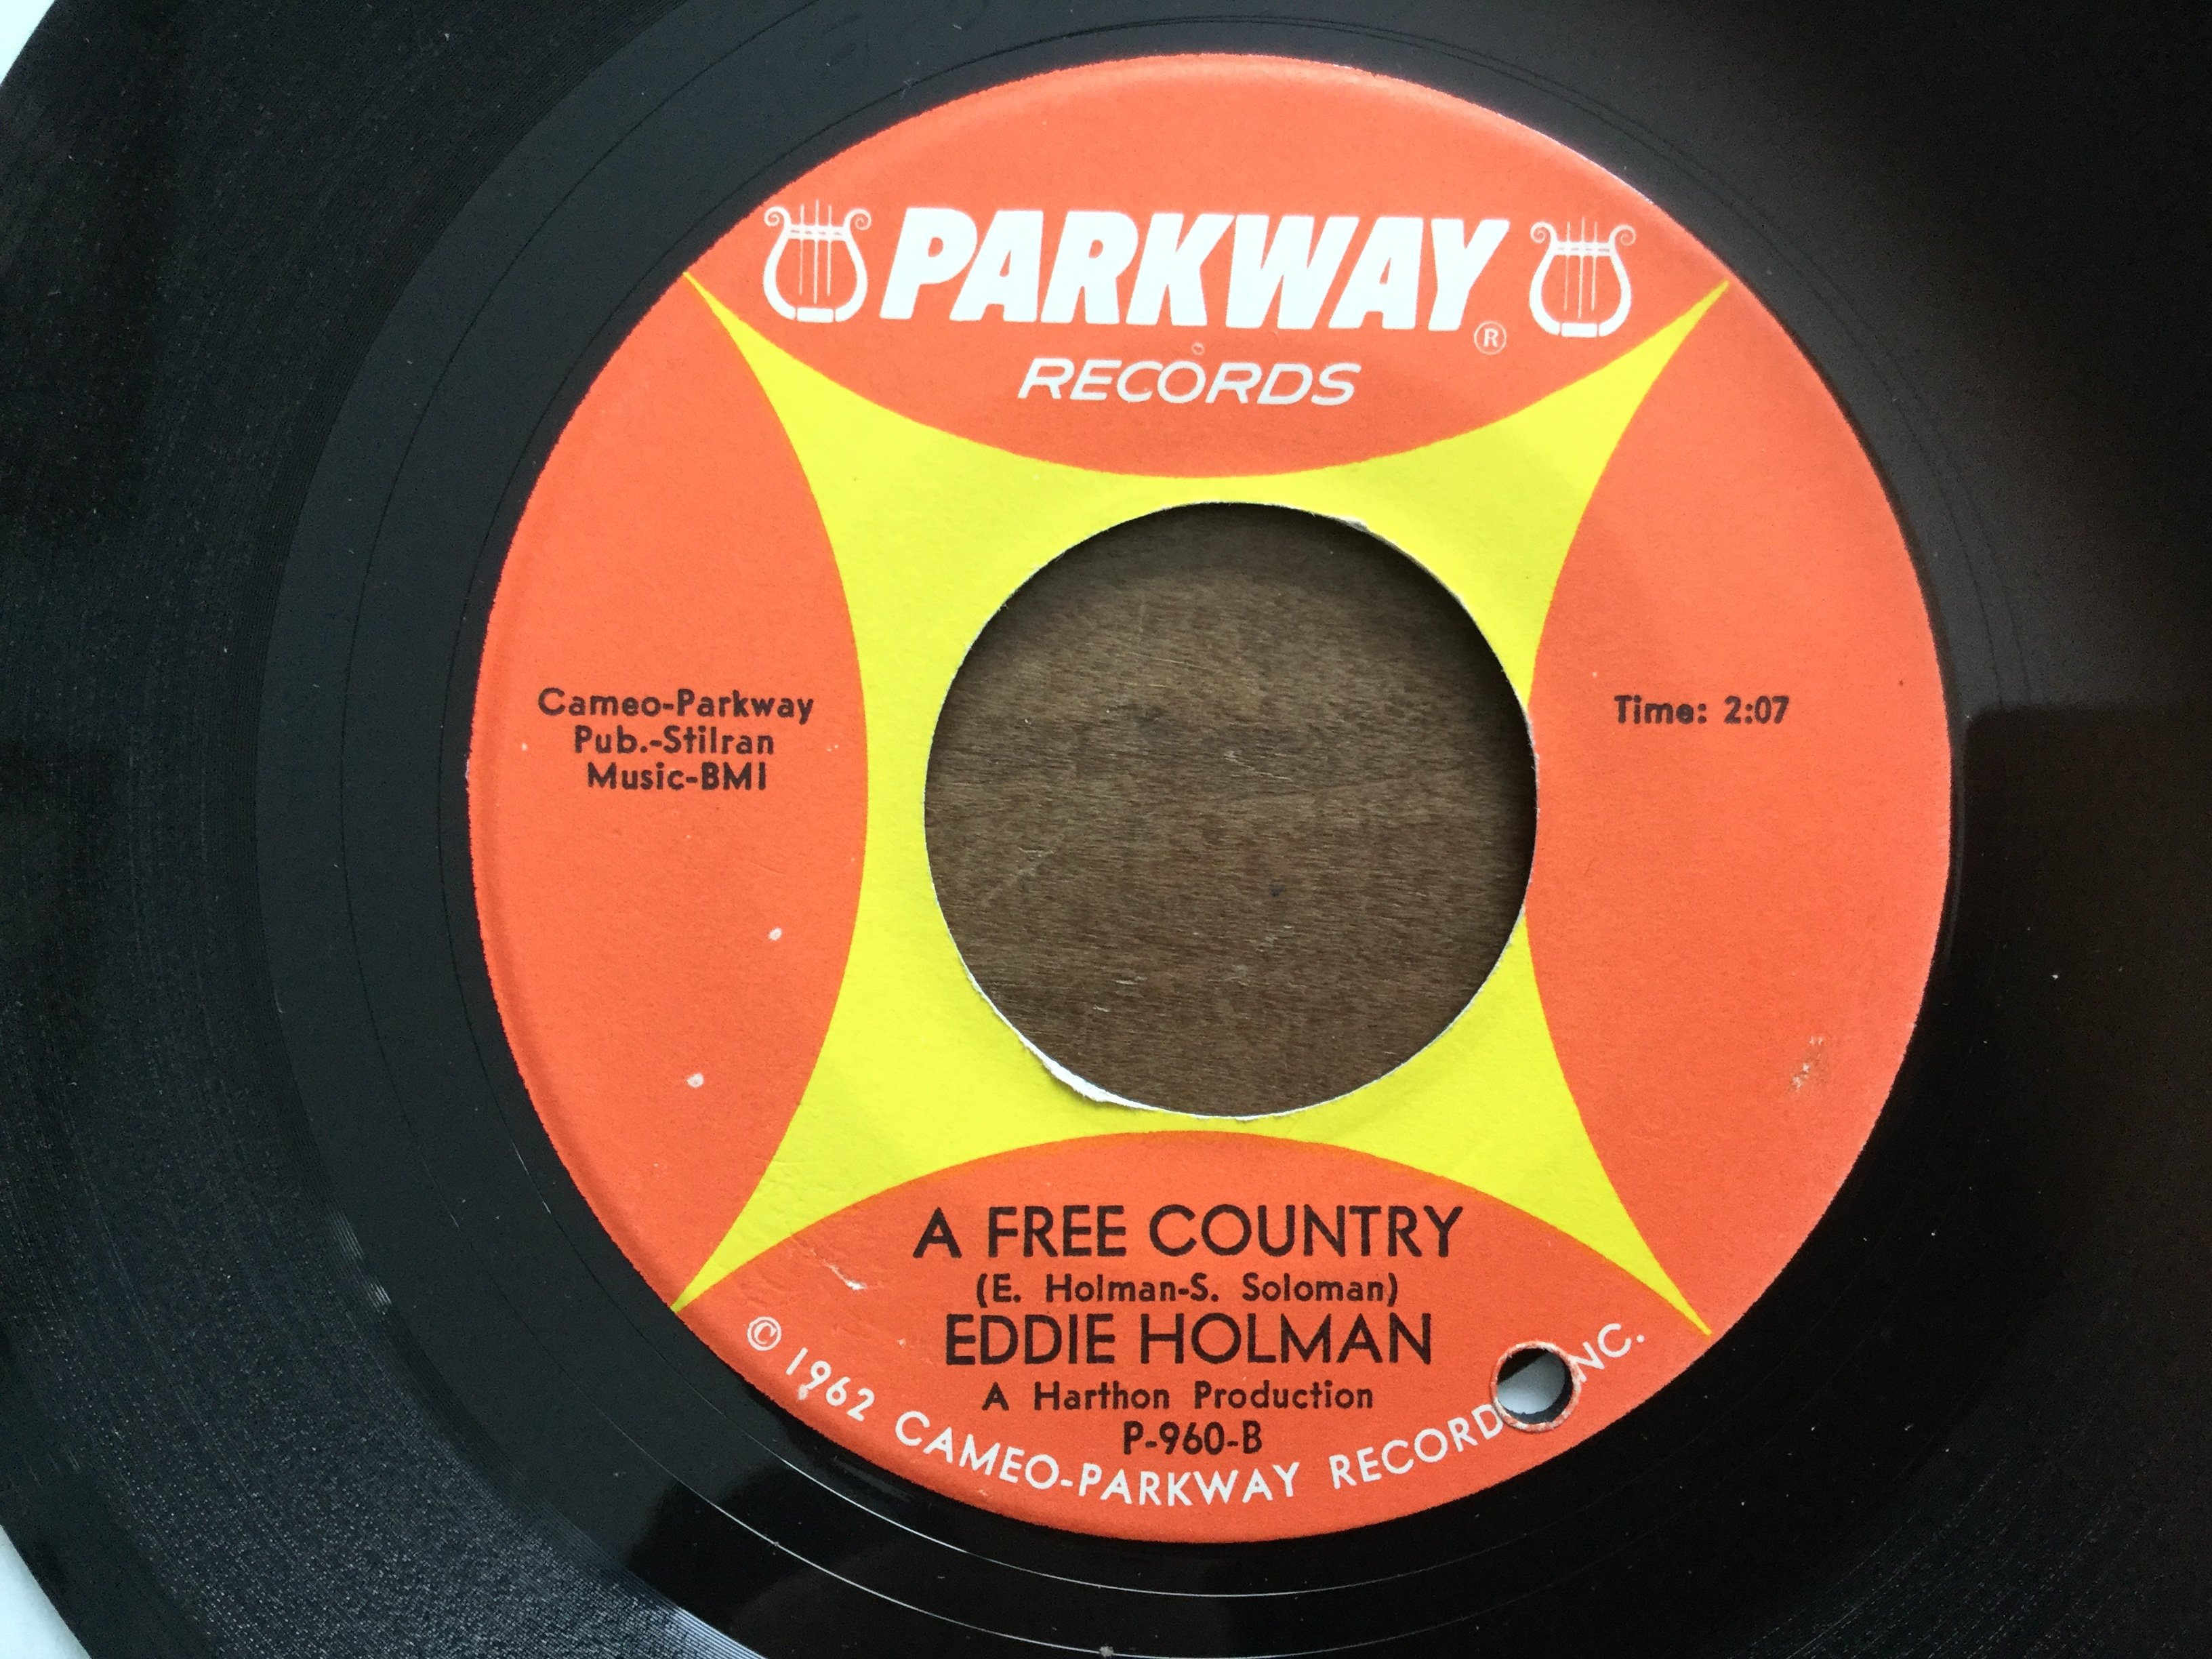 PARKWAY
®
RECORDS
Cameo-Parkway
Pub.-Stilran
Music-BMI
Time: 2:07
A FREE COUNTRY
(E. Holman-S. Soloman)
EDDIE HOLMAN
A Harthon Production
P-960-B
© 1962 CAMEO-PARKWAY RECORD NC.